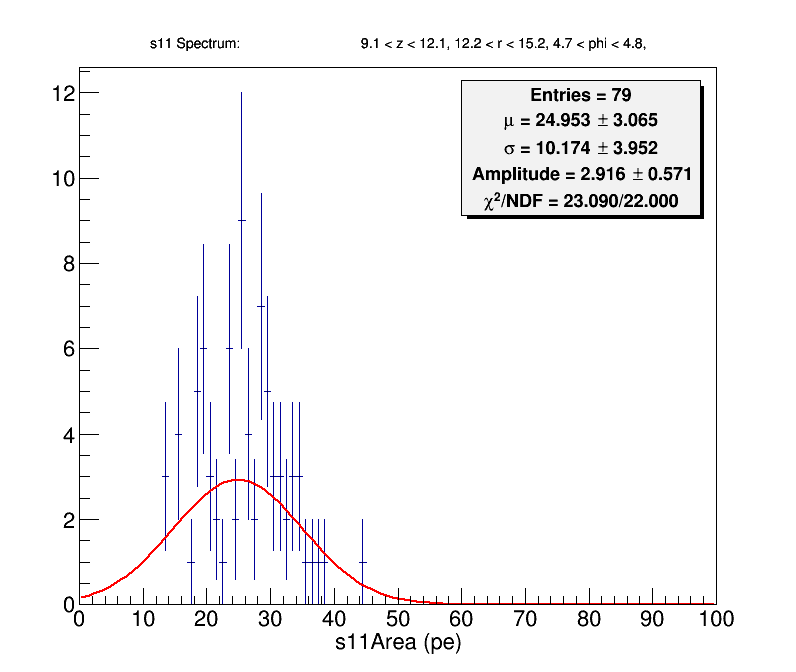 s11 Spectrum: 9.1 < z < 12.1, 12.2 < r < 15.2, 4.7 < phi < 4.8,
Entries = 79
μ = 24.953 ± 3.065
σ = 10.174 ± 3.952
Amplitude = 2.916 ± 0.571
χ²/NDF = 23.090/22.000
12
10
8
6
4
2
0
0 10 20 30 40 50 60 70 80 90 100
s11Area (pe)